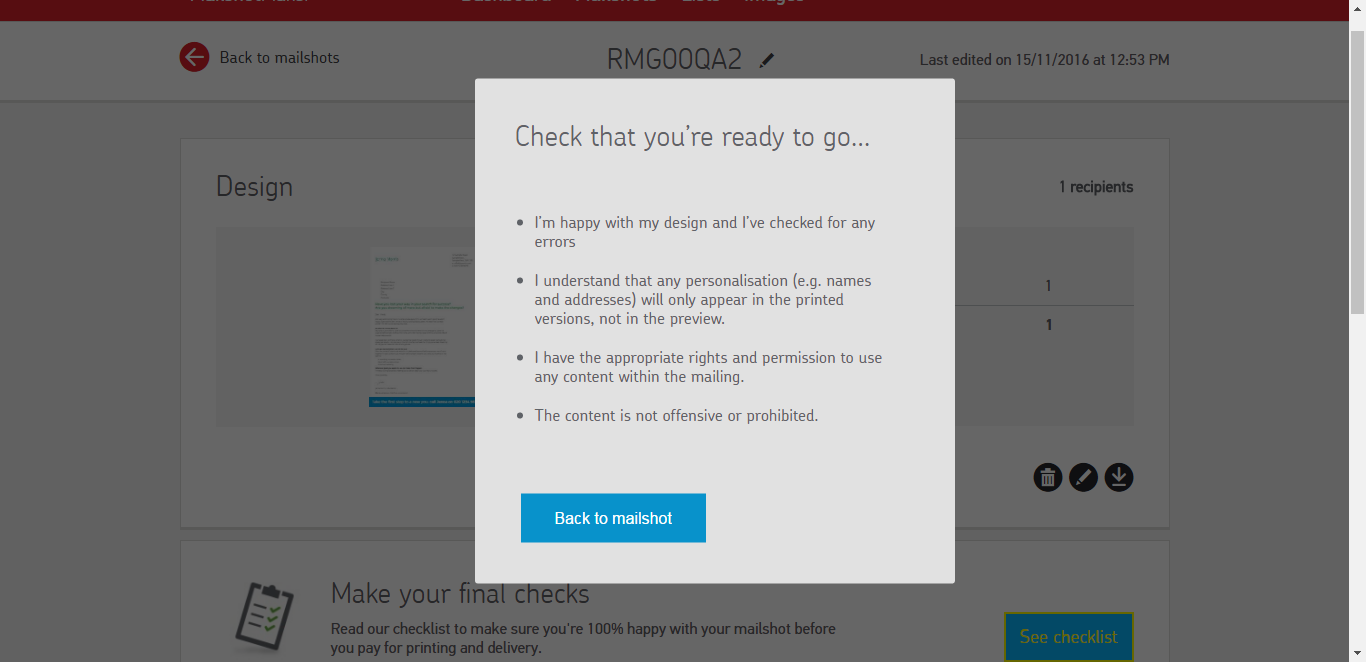 Dashboard Mailshots Lists Images
Back to mailshots
RMG00QA2
Last edited on 15/11/2016 at 12:53 PM
Check that you’re ready to go...
Design
1 recipients
I'm happy with my design and I've checked for any
errors
I understand that any personalisation (e.g. names
and addresses) will only appear in the printed
versions, not in the preview.
1
1
I have the appropriate rights and permission to use
any content within the mailing.
The content is not offensive or prohibited.
Back to mailshot
Make your final checks
Read our checklist to make sure you're 100% happy with your mailshot before
you pay for printing and delivery.
See checklist